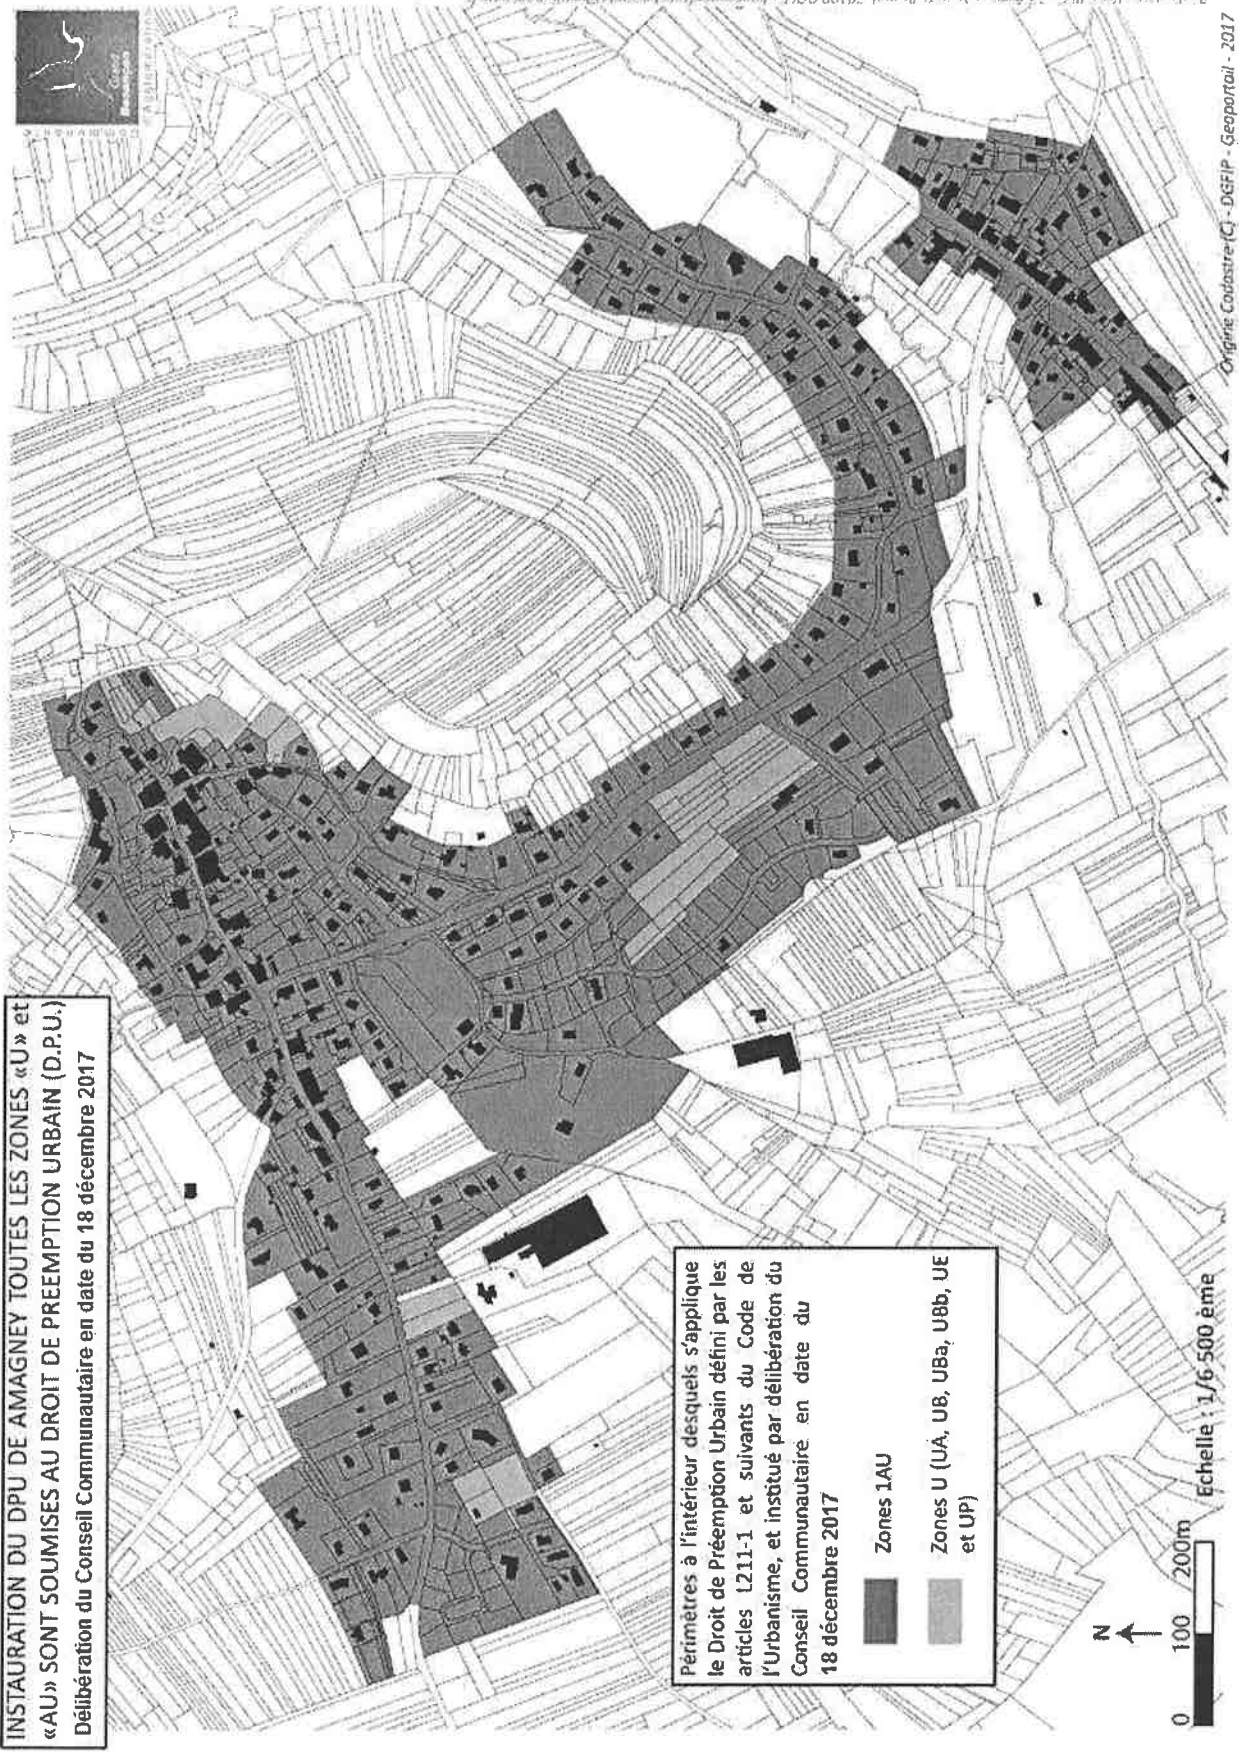 INSTAURATION DU DPU DE AMAGNEY TOUTES LES ZONES «U» et
«AU» SONT SOUMISES AU DROIT DE PREEMPTION URBAIN (D.P.U.)
Délibération du Conseil Communautaire en date du 18 décembre 2017
Grand
Besançon
Périmètres à l'intérieur desquels s'applique
le Droit de Préemption Urbain défini par les
articles L211-1 et suivants du Code de
l'Urbanisme, et institué par délibération du
Conseil Communautaire en date du
18 décembre 2017
Zones 1AU
Zones U (UA, UB, UBa, UBb, UE
et UP)
N
0 100 200m
Echelle : 1/6 500 ème
Origine Cadastre(C) - DGFIP - Geoportail - 2017